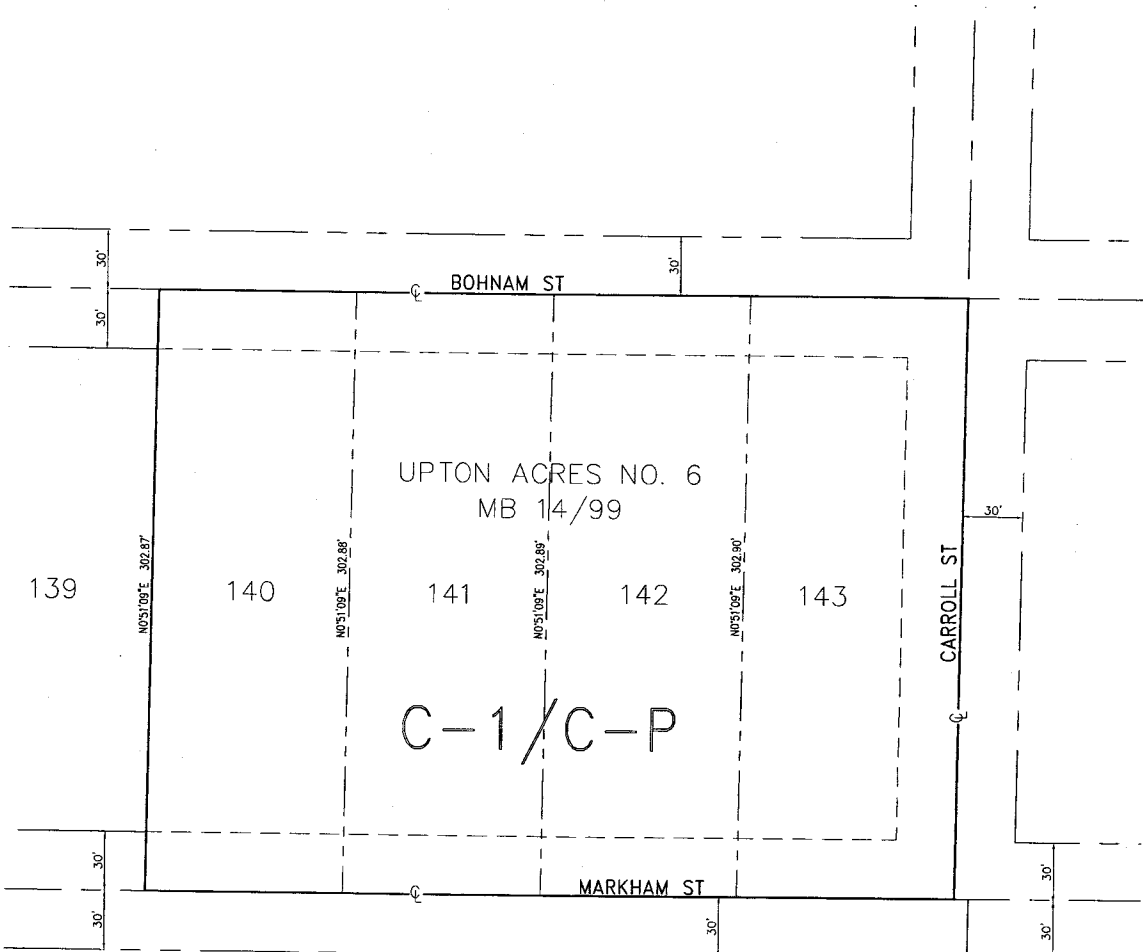 30'
30'
BOHNAM ST
30'
UPTON ACRES NO. 6
MB 14/99
30'
N0°51'09"E 302.87'
N0°51'09"E 302.88'
N0°51'09"E 302.89'
N0°51'09"E 302.90'
139
140
141
142
143
CARROLL ST
C-1/C-P
30'
30'
MARKHAM ST
30'
30'
30'